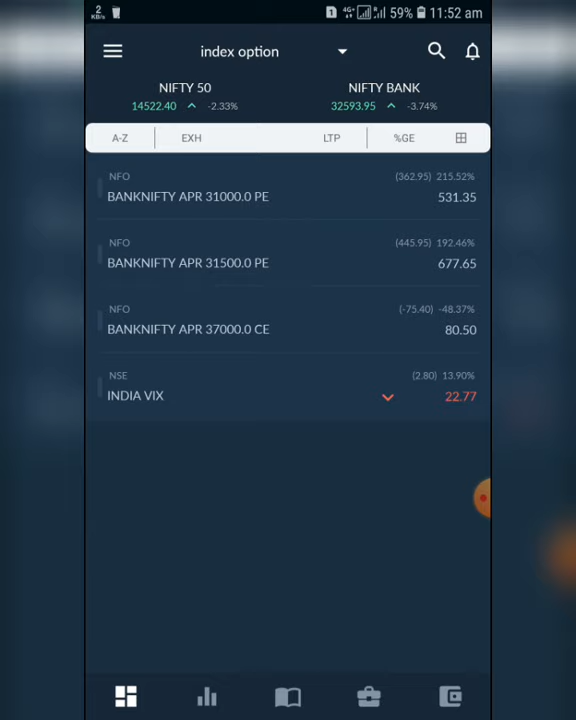 2 KB/s 1 4G+ R 59% 11:52 am
index option
NIFTY 50 NIFTY BANK
14522.40 -2.33% 32593.95 -3.74%
A-Z EXH LTP %GE
NFO (362.95) 215.52%
BANKNIFTY APR 31000.0 PE 531.35
NFO (445.95) 192.46%
BANKNIFTY APR 31500.0 PE 677.65
NFO (-75.40) -48.37%
BANKNIFTY APR 37000.0 CE 80.50
NSE (2.80) 13.90%
INDIA VIX 22.77